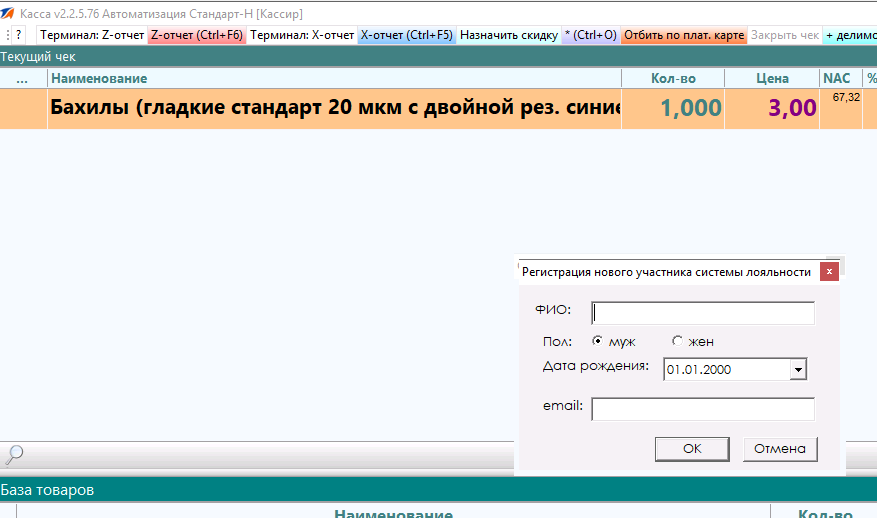 Касса v2.2.5.76 Автоматизация Стандарт-Н [Кассир]
? Терминал: Z-отчет Z-отчет (Ctrl+F6) Терминал: X-отчет X-отчет (Ctrl+F5) Назначить скидку * (Ctrl+O) Отбить по плат. карте Закрыть чек + делимо
Текущий чек
... Наименование Кол-во Цена NAC %
Бахилы (гладкие стандарт 20 мкм с двойной рез. синие 1,000 3,00 67,32
Регистрация нового участника системы лояльности x
ФИО:
Пол: муж жен
Дата рождения: 01.01.2000
email:
OK Отмена
База товаров
Наименование Кол-во